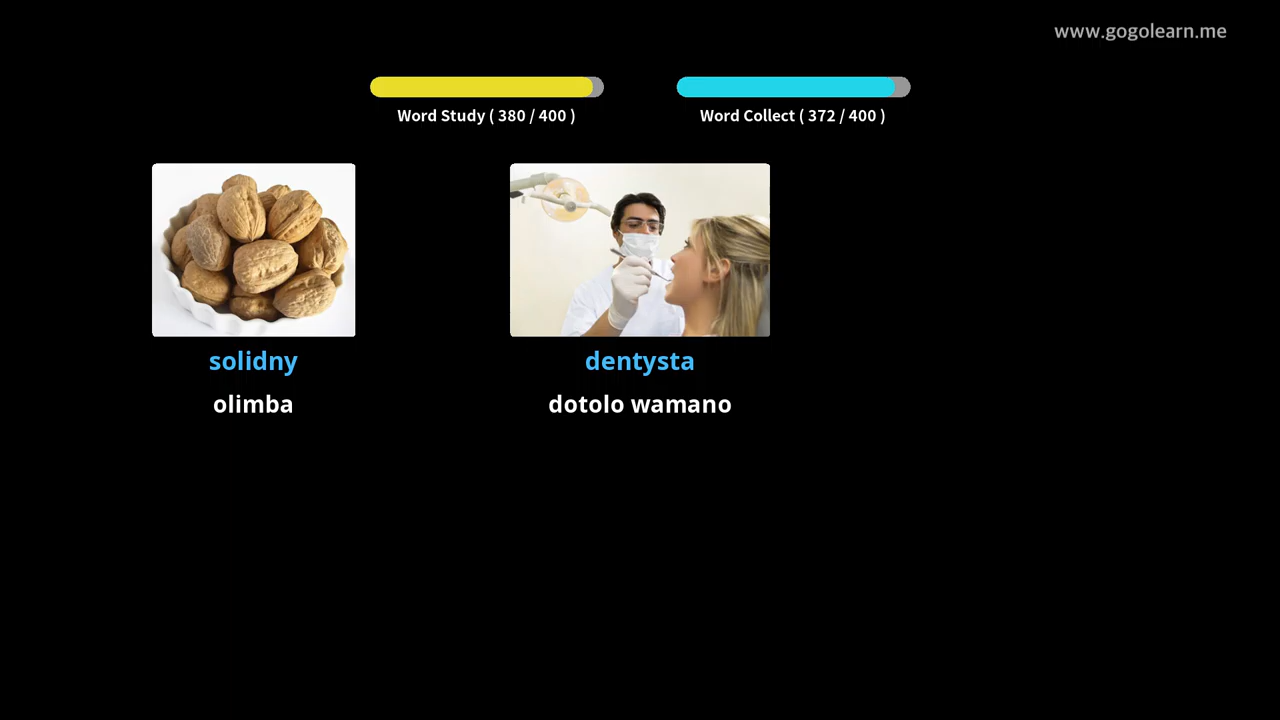 www.gogolearn.me
Word Study ( 380 / 400 )
Word Collect ( 372 / 400 )
solidny
olimba
dentysta
dotolo wamano